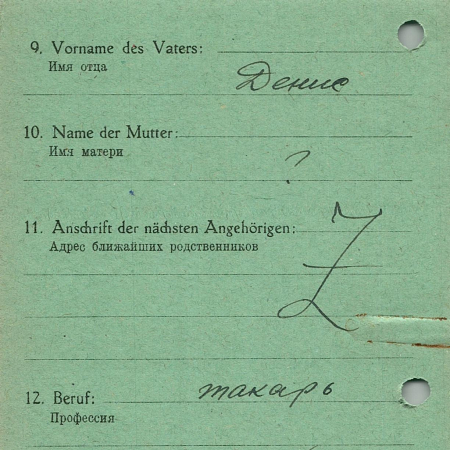 9. Vorname des Vaters:
Имя отца
Денис
10. Name der Mutter:
Имя матери
?
11. Anschrift der nächsten Angehörigen:
Адрес ближайших родственников
Z
12. Beruf: токарь
Профессия